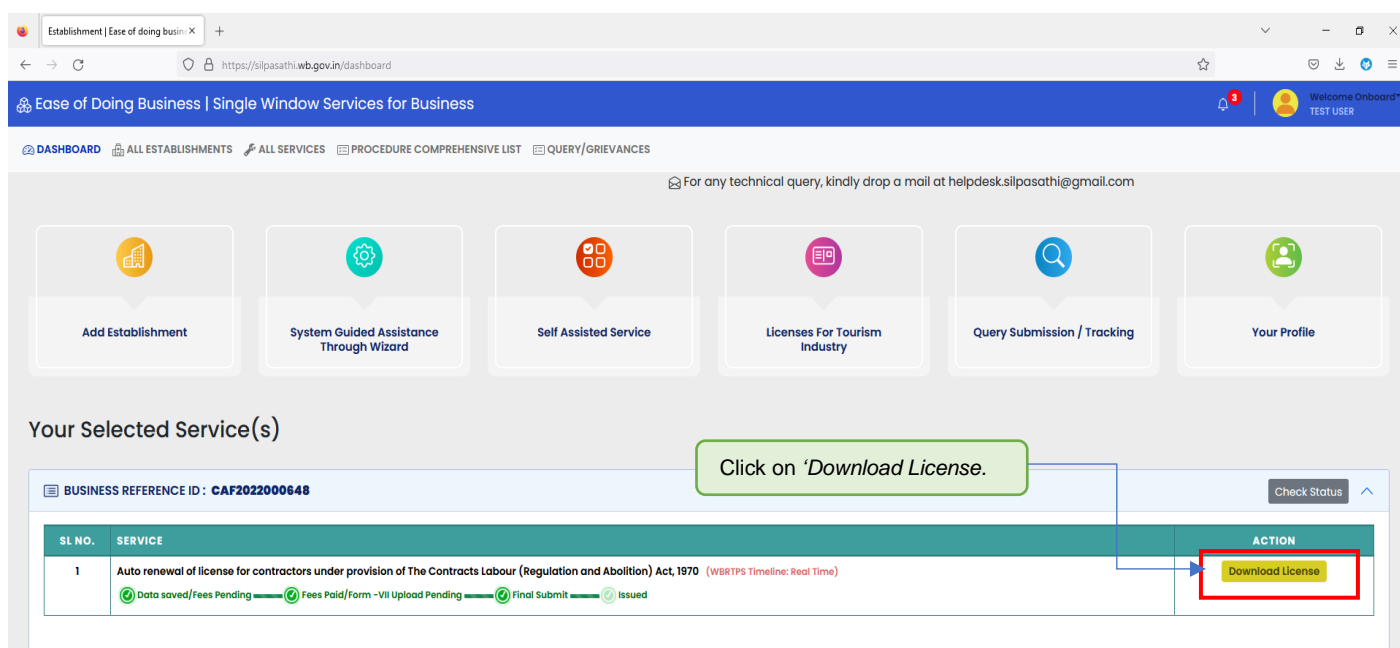 Establishment | Ease of doing busin
https://silpasathi.wb.gov.in/dashboard
Ease of Doing Business | Single Window Services for Business
3
Welcome Onboard
TEST USER
DASHBOARD ALL ESTABLISHMENTS ALL SERVICES PROCEDURE COMPREHENSIVE LIST QUERY/GRIEVANCES
For any technical query, kindly drop a mail at helpdesk.silpasathi@gmail.com
Add Establishment
System Guided Assistance
Through Wizard
Self Assisted Service
Licenses For Tourism
Industry
Query Submission / Tracking
Your Profile
Your Selected Service(s)
Click on ‘Download License.
BUSINESS REFERENCE ID : CAF2022000648
Check Status
SL NO. SERVICE ACTION
1 Auto renewal of license for contractors under provision of The Contracts Labour (Regulation and Abolition) Act, 1970 (WBRTPS Timeline: Real Time) Download License
Data saved/Fees Pending Fees Paid/Form -VII Upload Pending Final Submit Issued